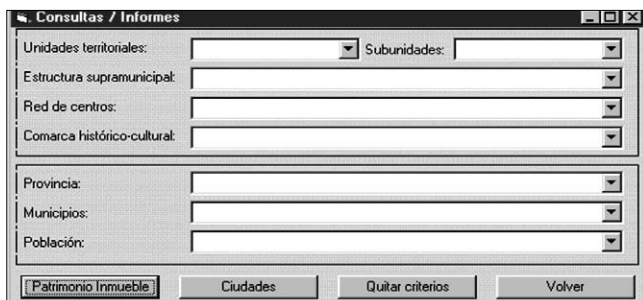 Consultas / Informes
Unidades territoriales: Subunidades:
Estructura supramunicipal:
Red de centros:
Comarca histórico-cultural:
Provincia:
Municipios:
Población:
Patrimonio Inmueble Ciudades Quitar criterios Volver